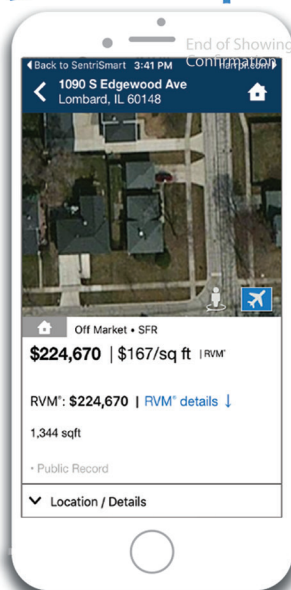 End of Showing
Confirmation
Back to SentriSmart 3:41 PM
1090 S Edgewood Ave
Lombard, IL 60148
Off Market • SFR
$224,670 | $167/sq ft | RVM®
RVM®: $224,670 | RVM® details ↓
1,344 sqft
• Public Record
Location / Details